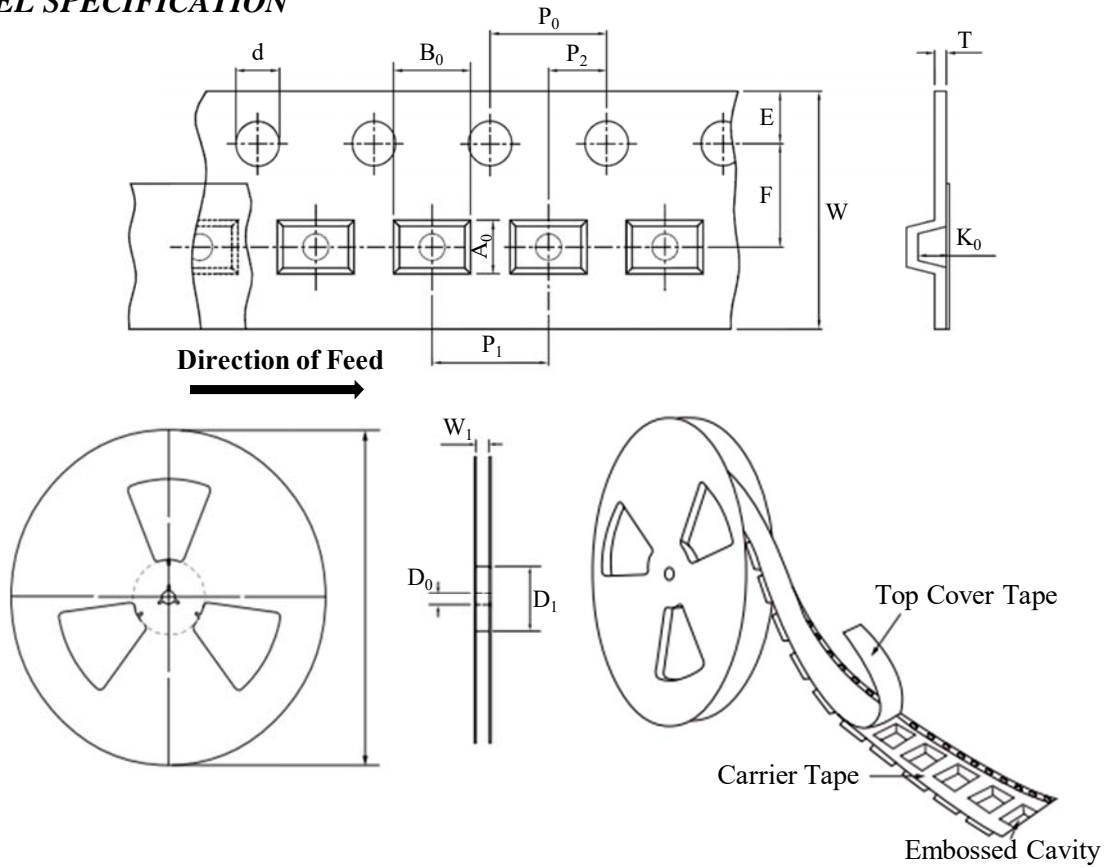 EL SPECIFICATION
P₀
d
B₀
P₂
T
E
F
W
A₀
K₀
P₁
Direction of Feed
W₁
D₀
D₁
Top Cover Tape
Carrier Tape
Embossed Cavity